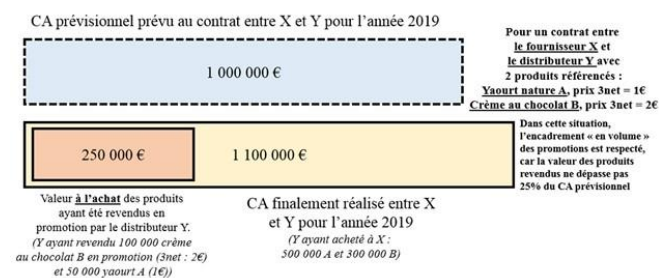 CA prévisionnel prévu au contrat entre X et Y pour l'année 2019
1 000 000 €
Pour un contrat entre
le fournisseur X et
le distributeur Y avec
2 produits référencés :
Yaourt nature A, prix 3net = 1€
Crème au chocolat B, prix 3net = 2€
250 000 €
1 100 000 €
Dans cette situation,
l'encadrement « en volume »
des promotions est respecté,
car la valeur des produits
revendus ne dépasse pas
25% du CA prévisionnel
Valeur à l'achat des produits
ayant été revendus en
promotion par le distributeur Y.
(Y ayant revendu 100 000 crème
au chocolat B en promotion (3net : 2€)
et 50 000 yaourt A (1€))
CA finalement réalisé entre X
et Y pour l'année 2019
(Y ayant acheté à X :
500 000 A et 300 000 B)